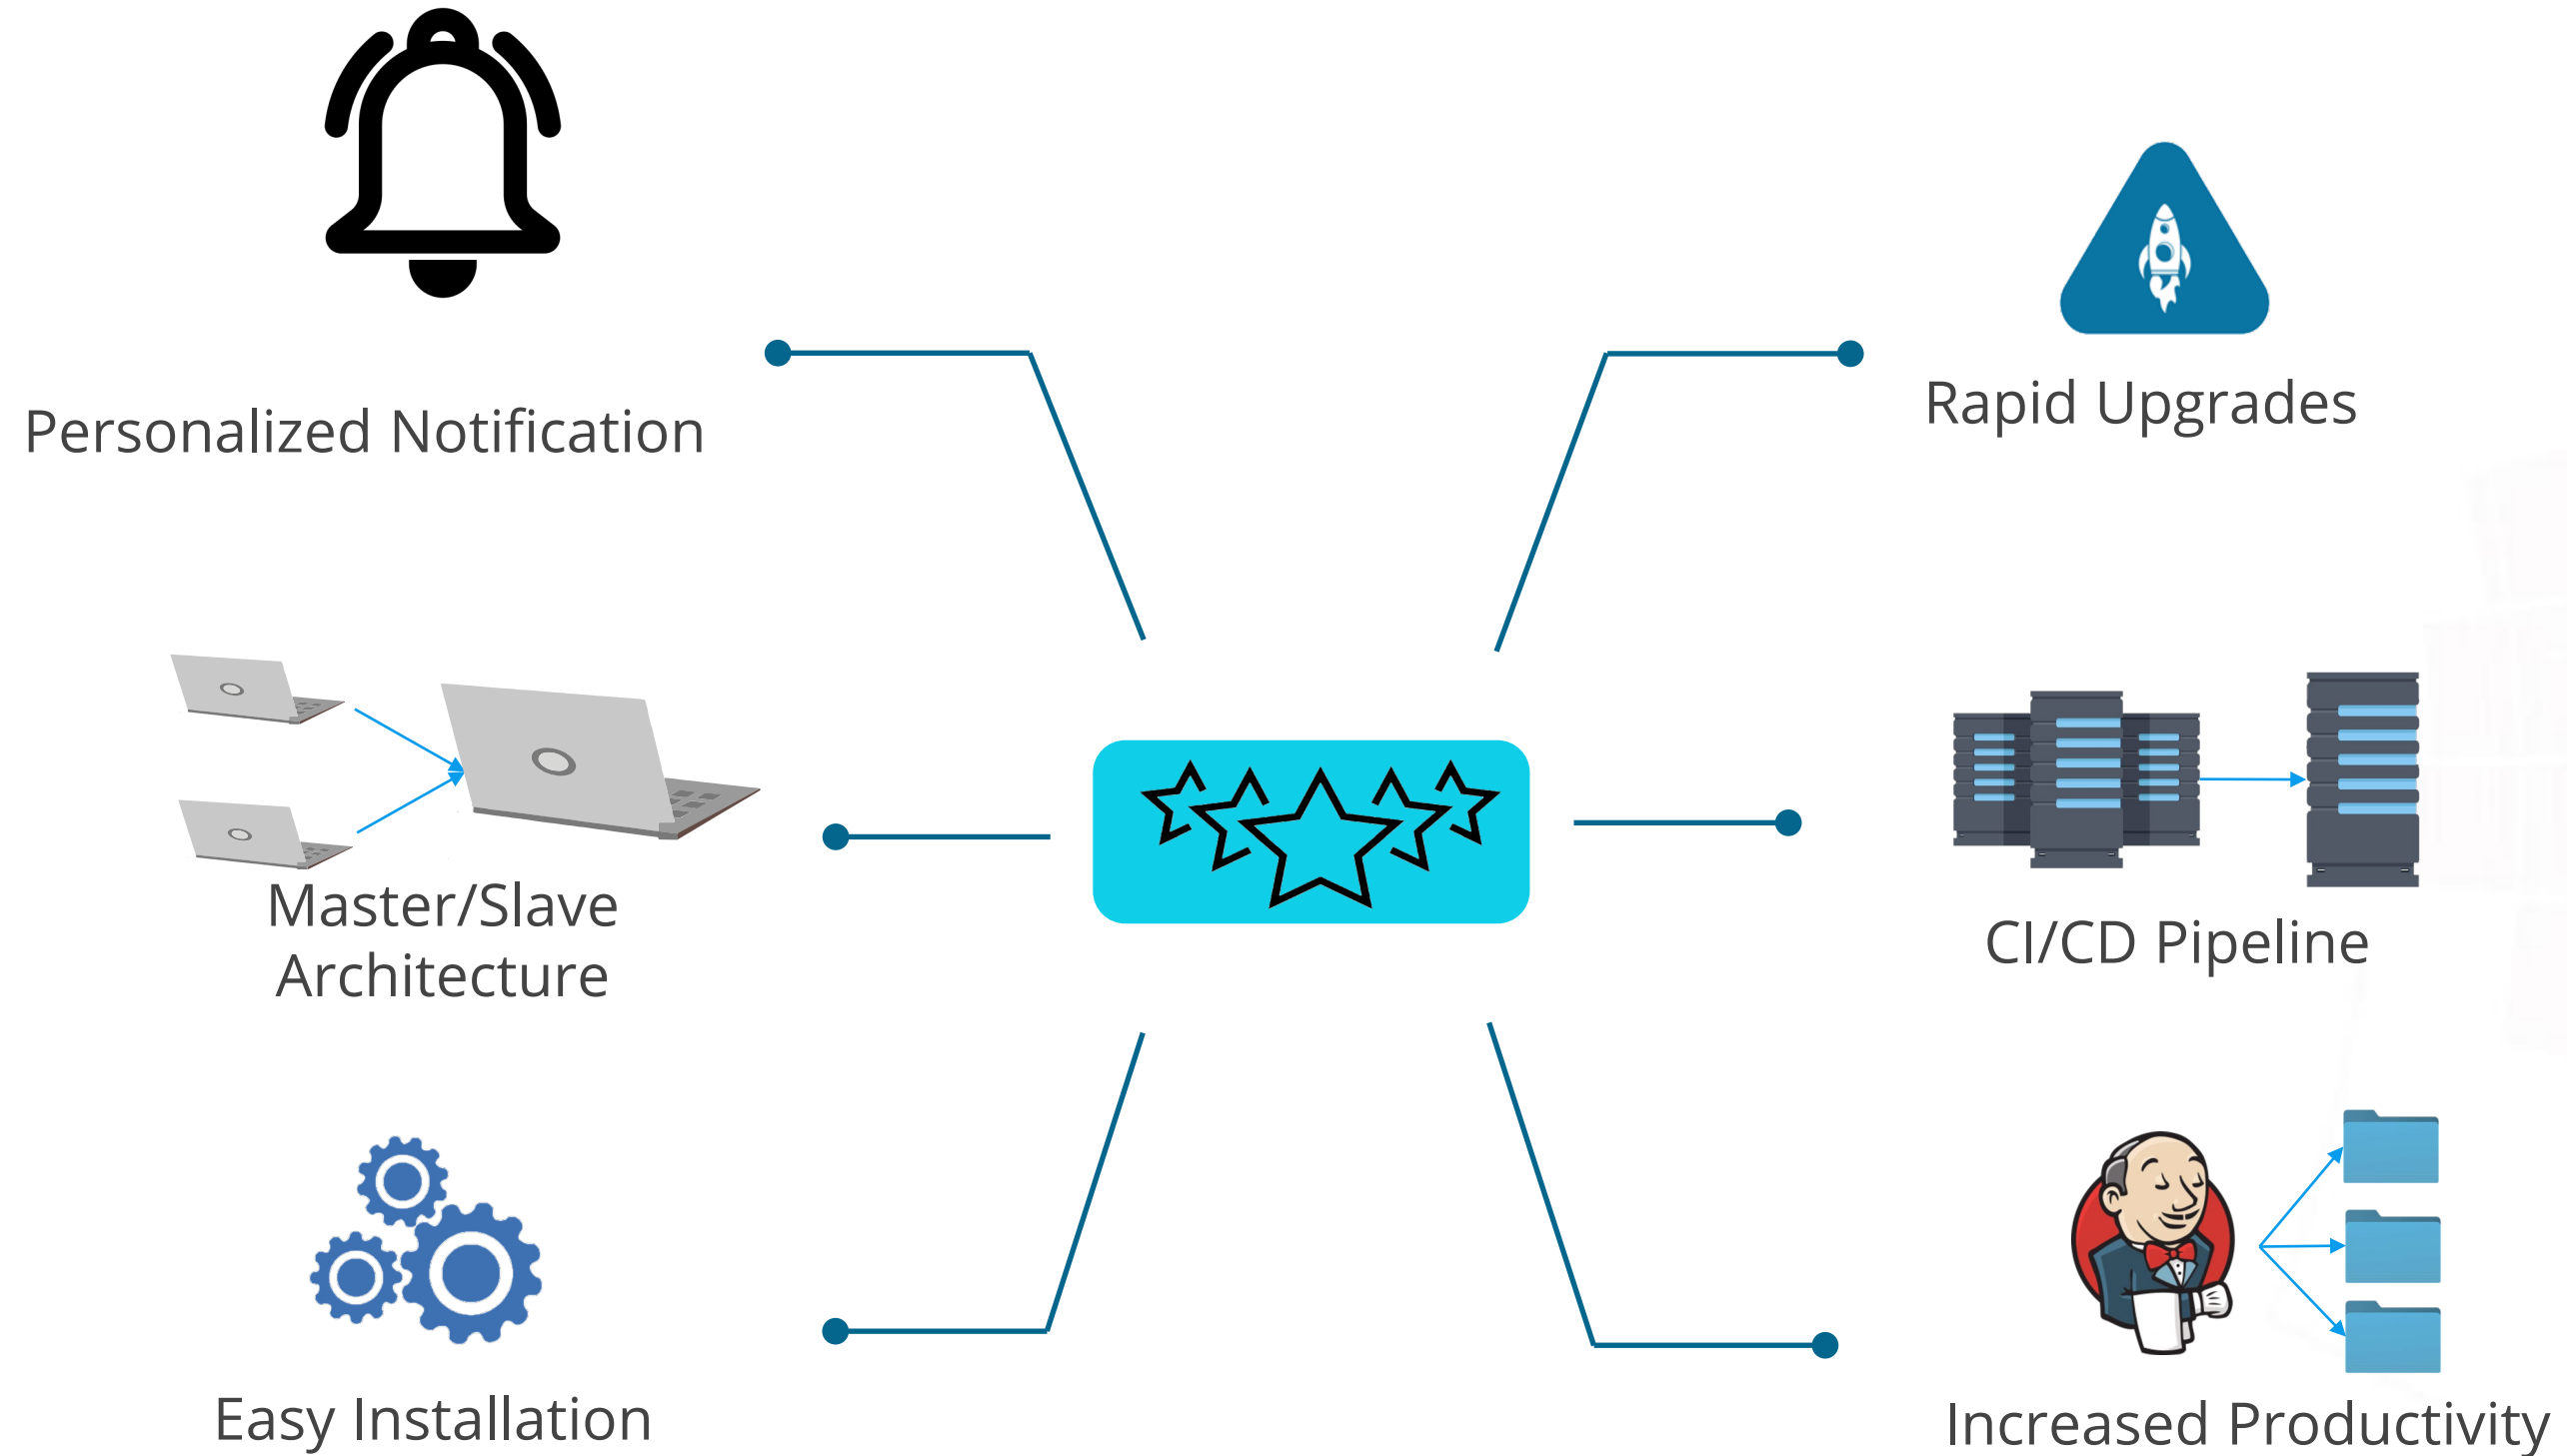 Personalized Notification
Rapid Upgrades
Master/Slave
Architecture
CI/CD Pipeline
Easy Installation
Increased Productivity